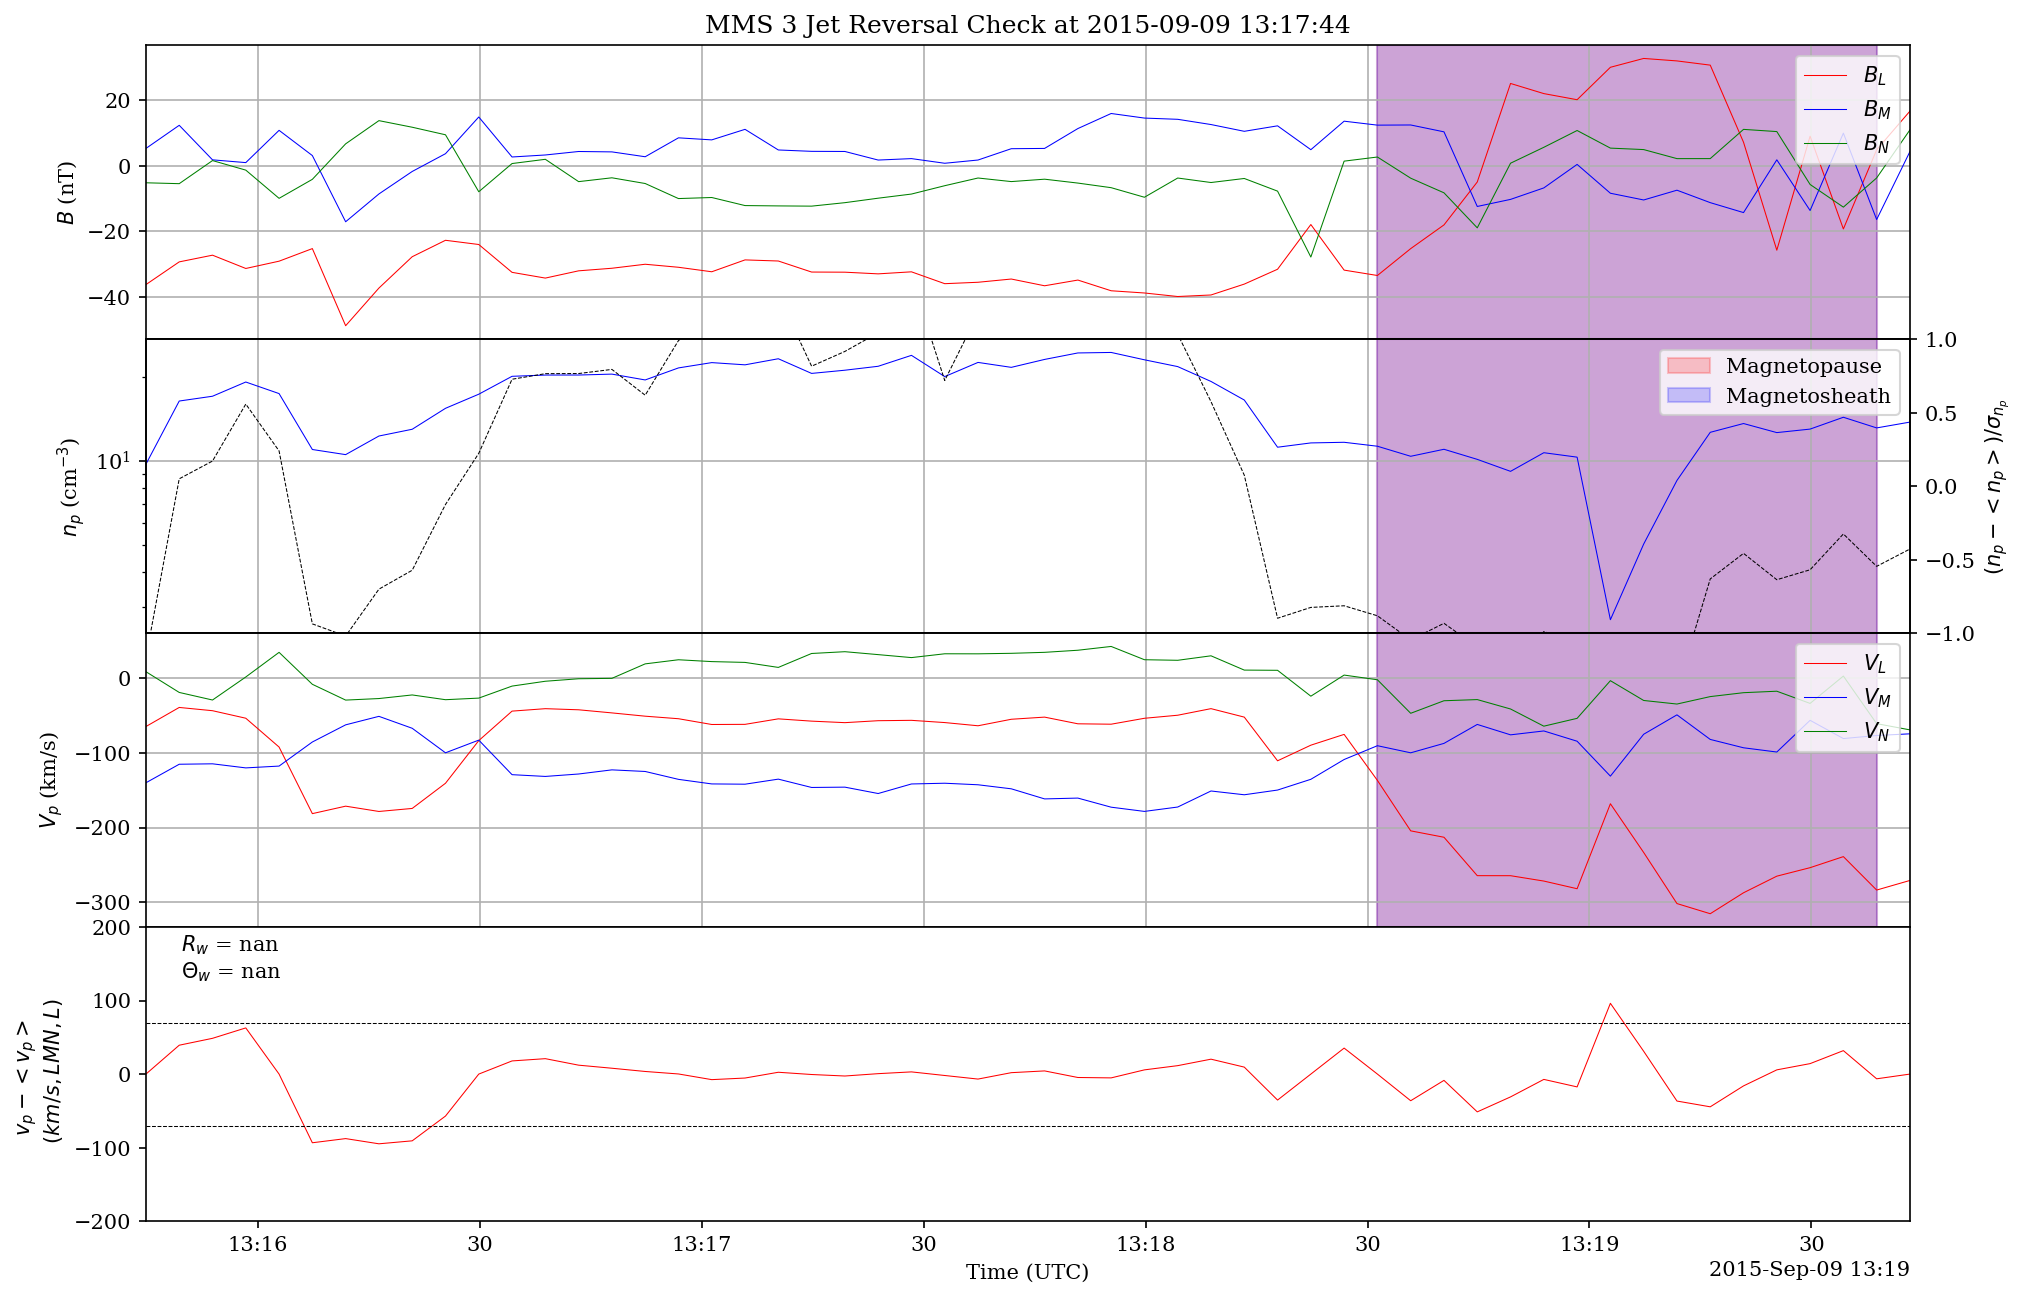 MMS 3 Jet Reversal Check at 2015-09-09 13:17:44
20
0
−20
−40
B (nT)
B_L
B_M
B_N
10^1
n_p (cm^−3)
Magnetopause
Magnetosheath
1.0
0.5
0.0
−0.5
−1.0
(n_p − < n_p > )/σ_{n_p}
0
−100
−200
−300
V_p (km/s)
V_L
V_M
V_N
200
100
0
−100
−200
v_p − < v_p >
(km/s, LMN, L)
R_w = nan
Θ_w = nan
13:16
30
13:17
30
13:18
30
13:19
30
Time (UTC)
2015-Sep-09 13:19